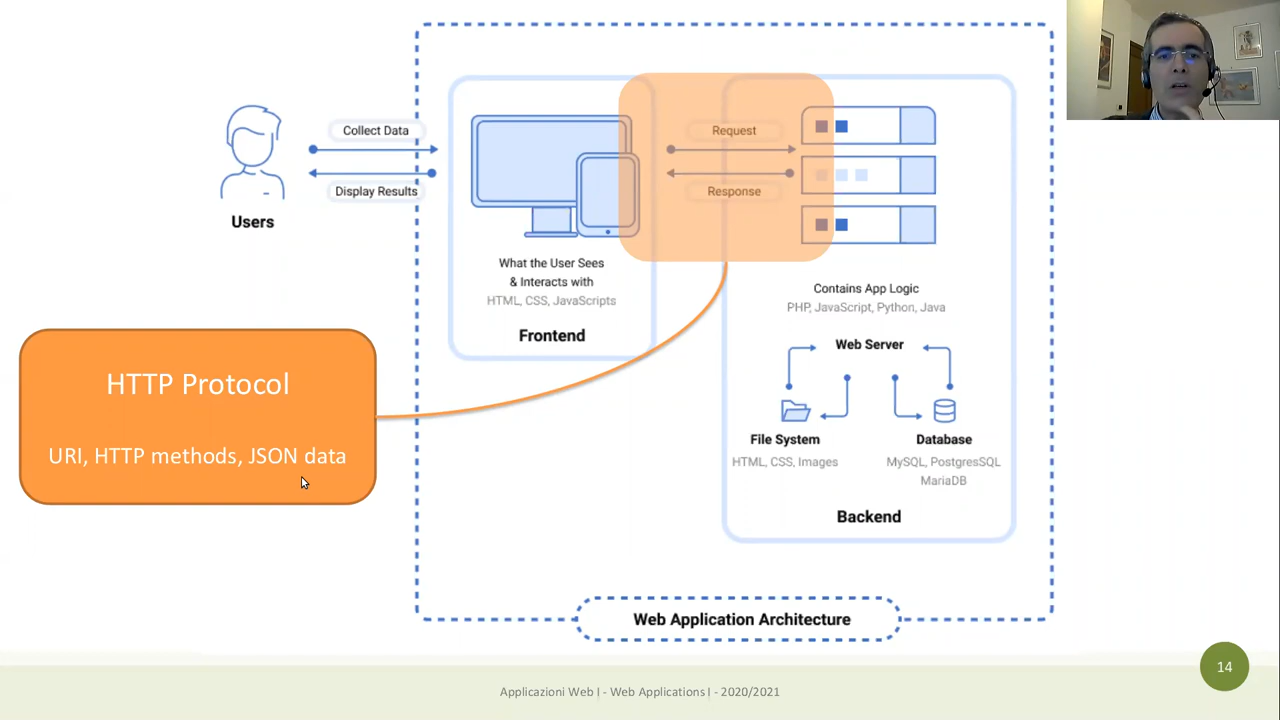 Collect Data
Display Results
Users
Request
Response
What the User Sees
& Interacts with
HTML, CSS, JavaScripts
Frontend
Contains App Logic
PHP, JavaScript, Python, Java
Web Server
File System
HTML, CSS, Images
Database
MySQL, PostgresSQL
MariaDB
Backend
HTTP Protocol
URI, HTTP methods, JSON data
Web Application Architecture
14
Applicazioni Web I - Web Applications I - 2020/2021